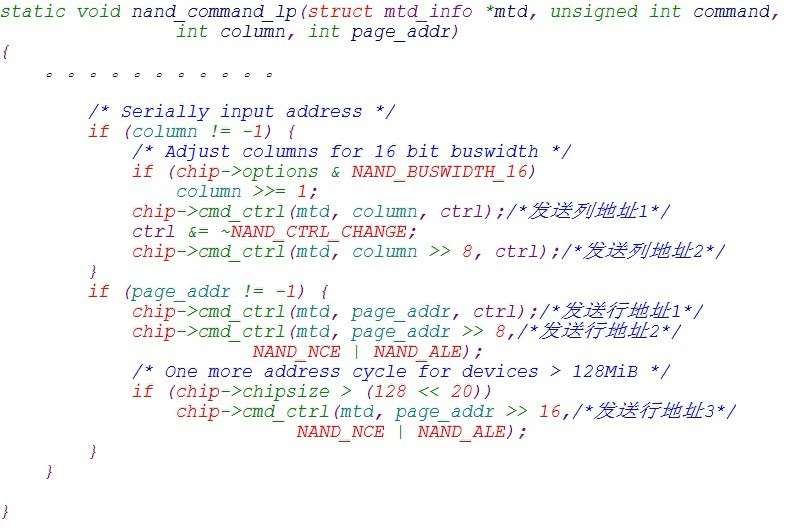 static void nand_command_lp(struct mtd_info *mtd, unsigned int command,
int column, int page_addr)
{
。。。。。。。。。。。
/* Serially input address */
if (column != -1) {
/* Adjust columns for 16 bit buswidth */
if (chip->options & NAND_BUSWIDTH_16)
column >>= 1;
chip->cmd_ctrl(mtd, column, ctrl);/*发送列地址1*/
ctrl &= ~NAND_CTRL_CHANGE;
chip->cmd_ctrl(mtd, column >> 8, ctrl);/*发送列地址2*/
}
if (page_addr != -1) {
chip->cmd_ctrl(mtd, page_addr, ctrl);/*发送行地址1*/
chip->cmd_ctrl(mtd, page_addr >> 8,/*发送行地址2*/
NAND_NCE | NAND_ALE);
/* One more address cycle for devices > 128MiB */
if (chip->chipsize > (128 << 20))
chip->cmd_ctrl(mtd, page_addr >> 16,/*发送行地址3*/
NAND_NCE | NAND_ALE);
}
}
}